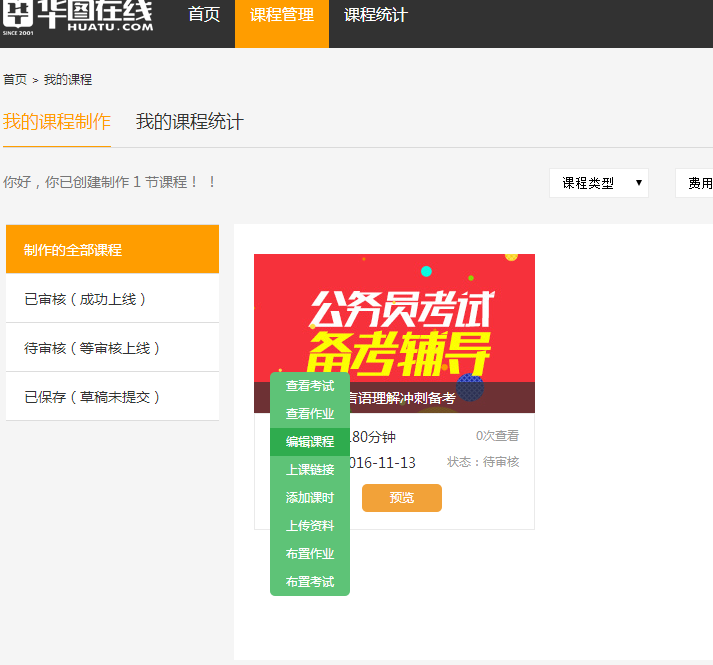 华图在线
HUATU.COM
SINCE 2001
首页
课程管理
课程统计
首页 > 我的课程
我的课程制作
我的课程统计
你好，你已创建制作 1 节课程！！
课程类型
费用
制作的全部课程
已审核（成功上线）
待审核（等审核上线）
已保存（草稿未提交）
公务员考试
备考辅导
言语理解冲刺备考
180分钟
0次查看
016-11-13
状态：待审核
预览
查看考试
查看作业
编辑课程
上课链接
添加课时
上传资料
布置作业
布置考试